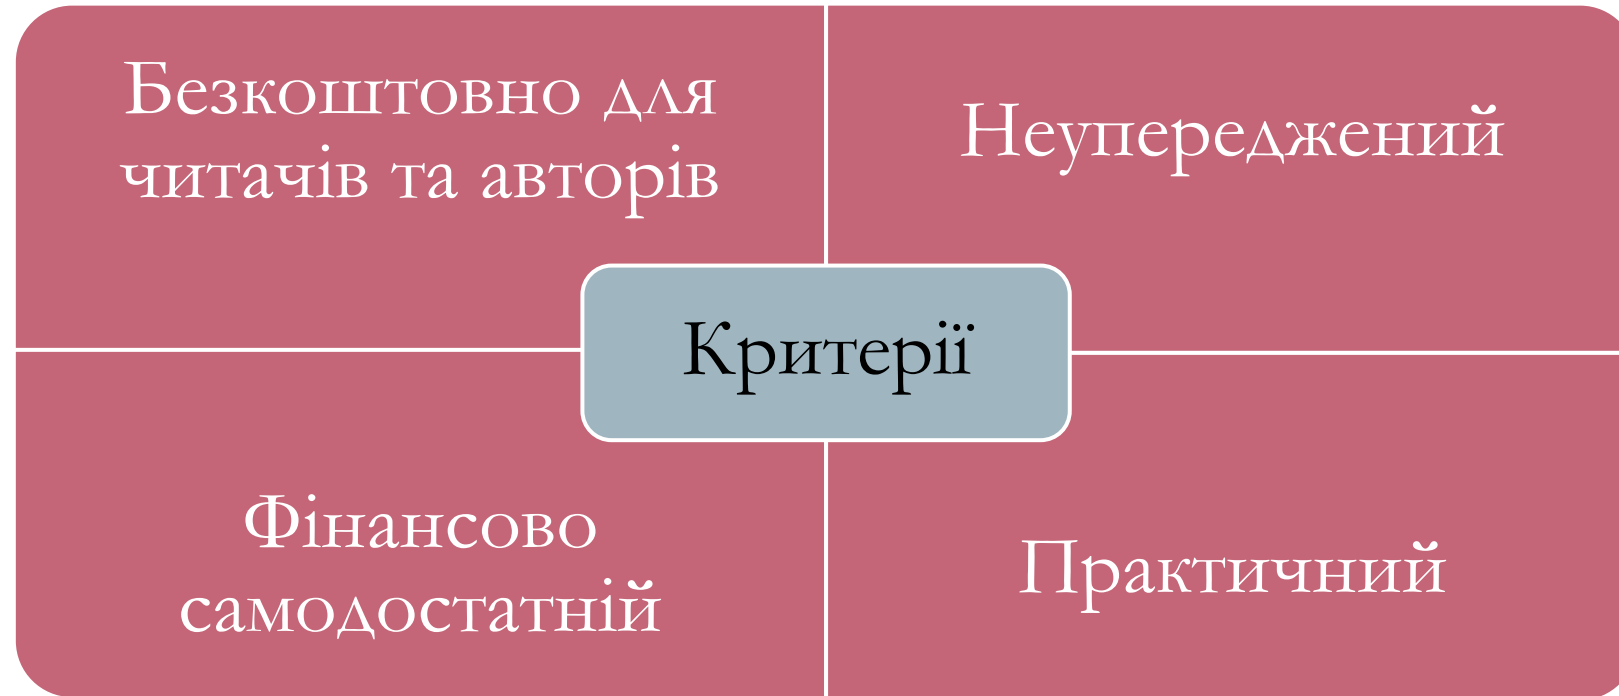 Безкоштовно для
читачів та авторів
Неупереджений
Критерії
Фінансово
самодостатній
Практичний